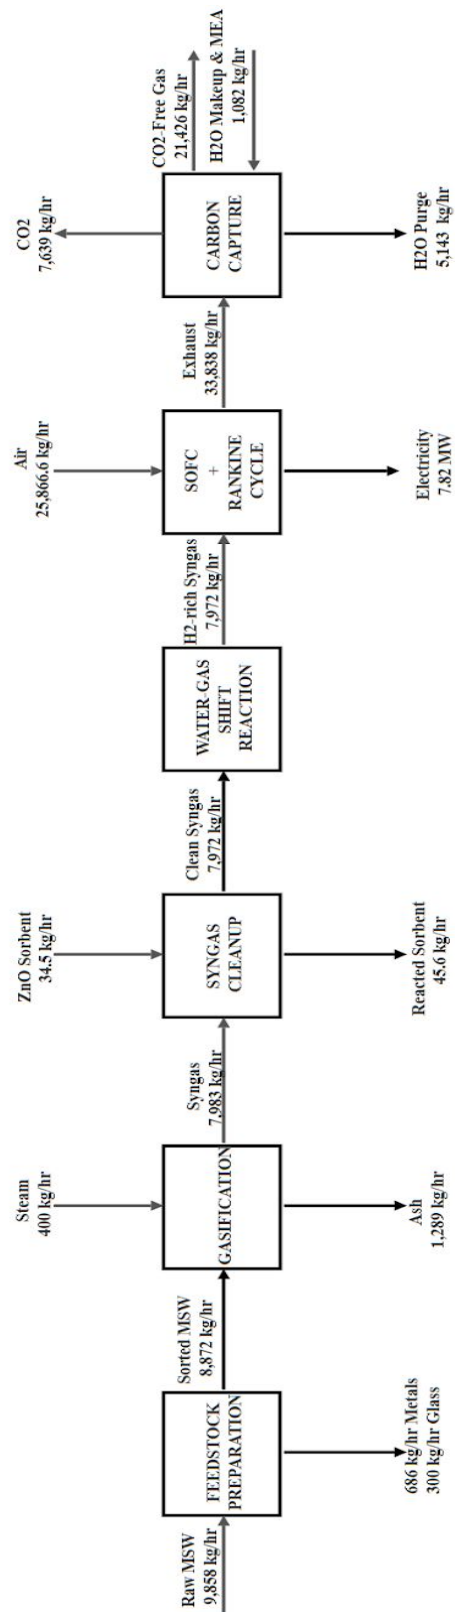 Raw MSW
9,858 kg/hr
FEEDSTOCK
PREPARATION
686 kg/hr Metals
300 kg/hr Glass
Sorted MSW
8,872 kg/hr
Steam
400 kg/hr
GASIFICATION
Ash
1,289 kg/hr
Syngas
7,983 kg/hr
ZnO Sorbent
34.5 kg/hr
SYNGAS
CLEANUP
Reacted Sorbent
45.6 kg/hr
Clean Syngas
7,972 kg/hr
WATER-GAS
SHIFT
REACTION
H2-rich Syngas
7,972 kg/hr
Air
25,866.6 kg/hr
SOFC
+
RANKINE
CYCLE
Electricity
7.82 MW
Exhaust
33,838 kg/hr
CO2
7,639 kg/hr
CARBON
CAPTURE
H2O Purge
5,143 kg/hr
CO2-Free Gas
21,426 kg/hr
H2O Makeup & MEA
1,082 kg/hr